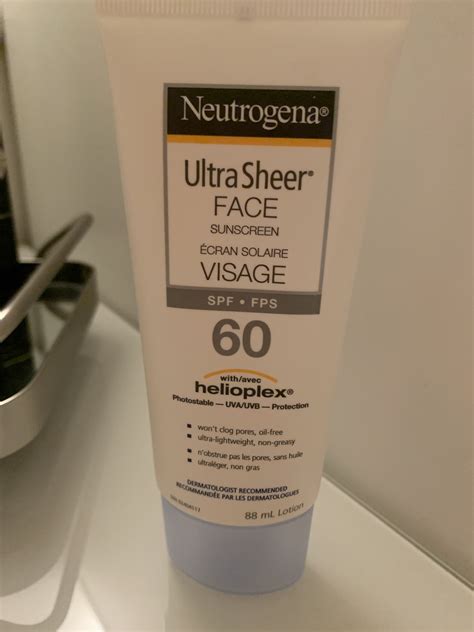 Neutrogena®
Ultra Sheer®
FACE
SUNSCREEN
ÉCRAN SOLAIRE
VISAGE
SPF • FPS
60
with/avec
helioplex®
Photostable — UVA/UVB — Protection
• won't clog pores, oil-free
• ultra-lightweight, non-greasy
• n'obstrue pas les pores, sans huile
• ultraléger, non gras
DERMATOLOGIST RECOMMENDED
RECOMMANDÉE PAR LES DERMATOLOGUES
88 mL Lotion